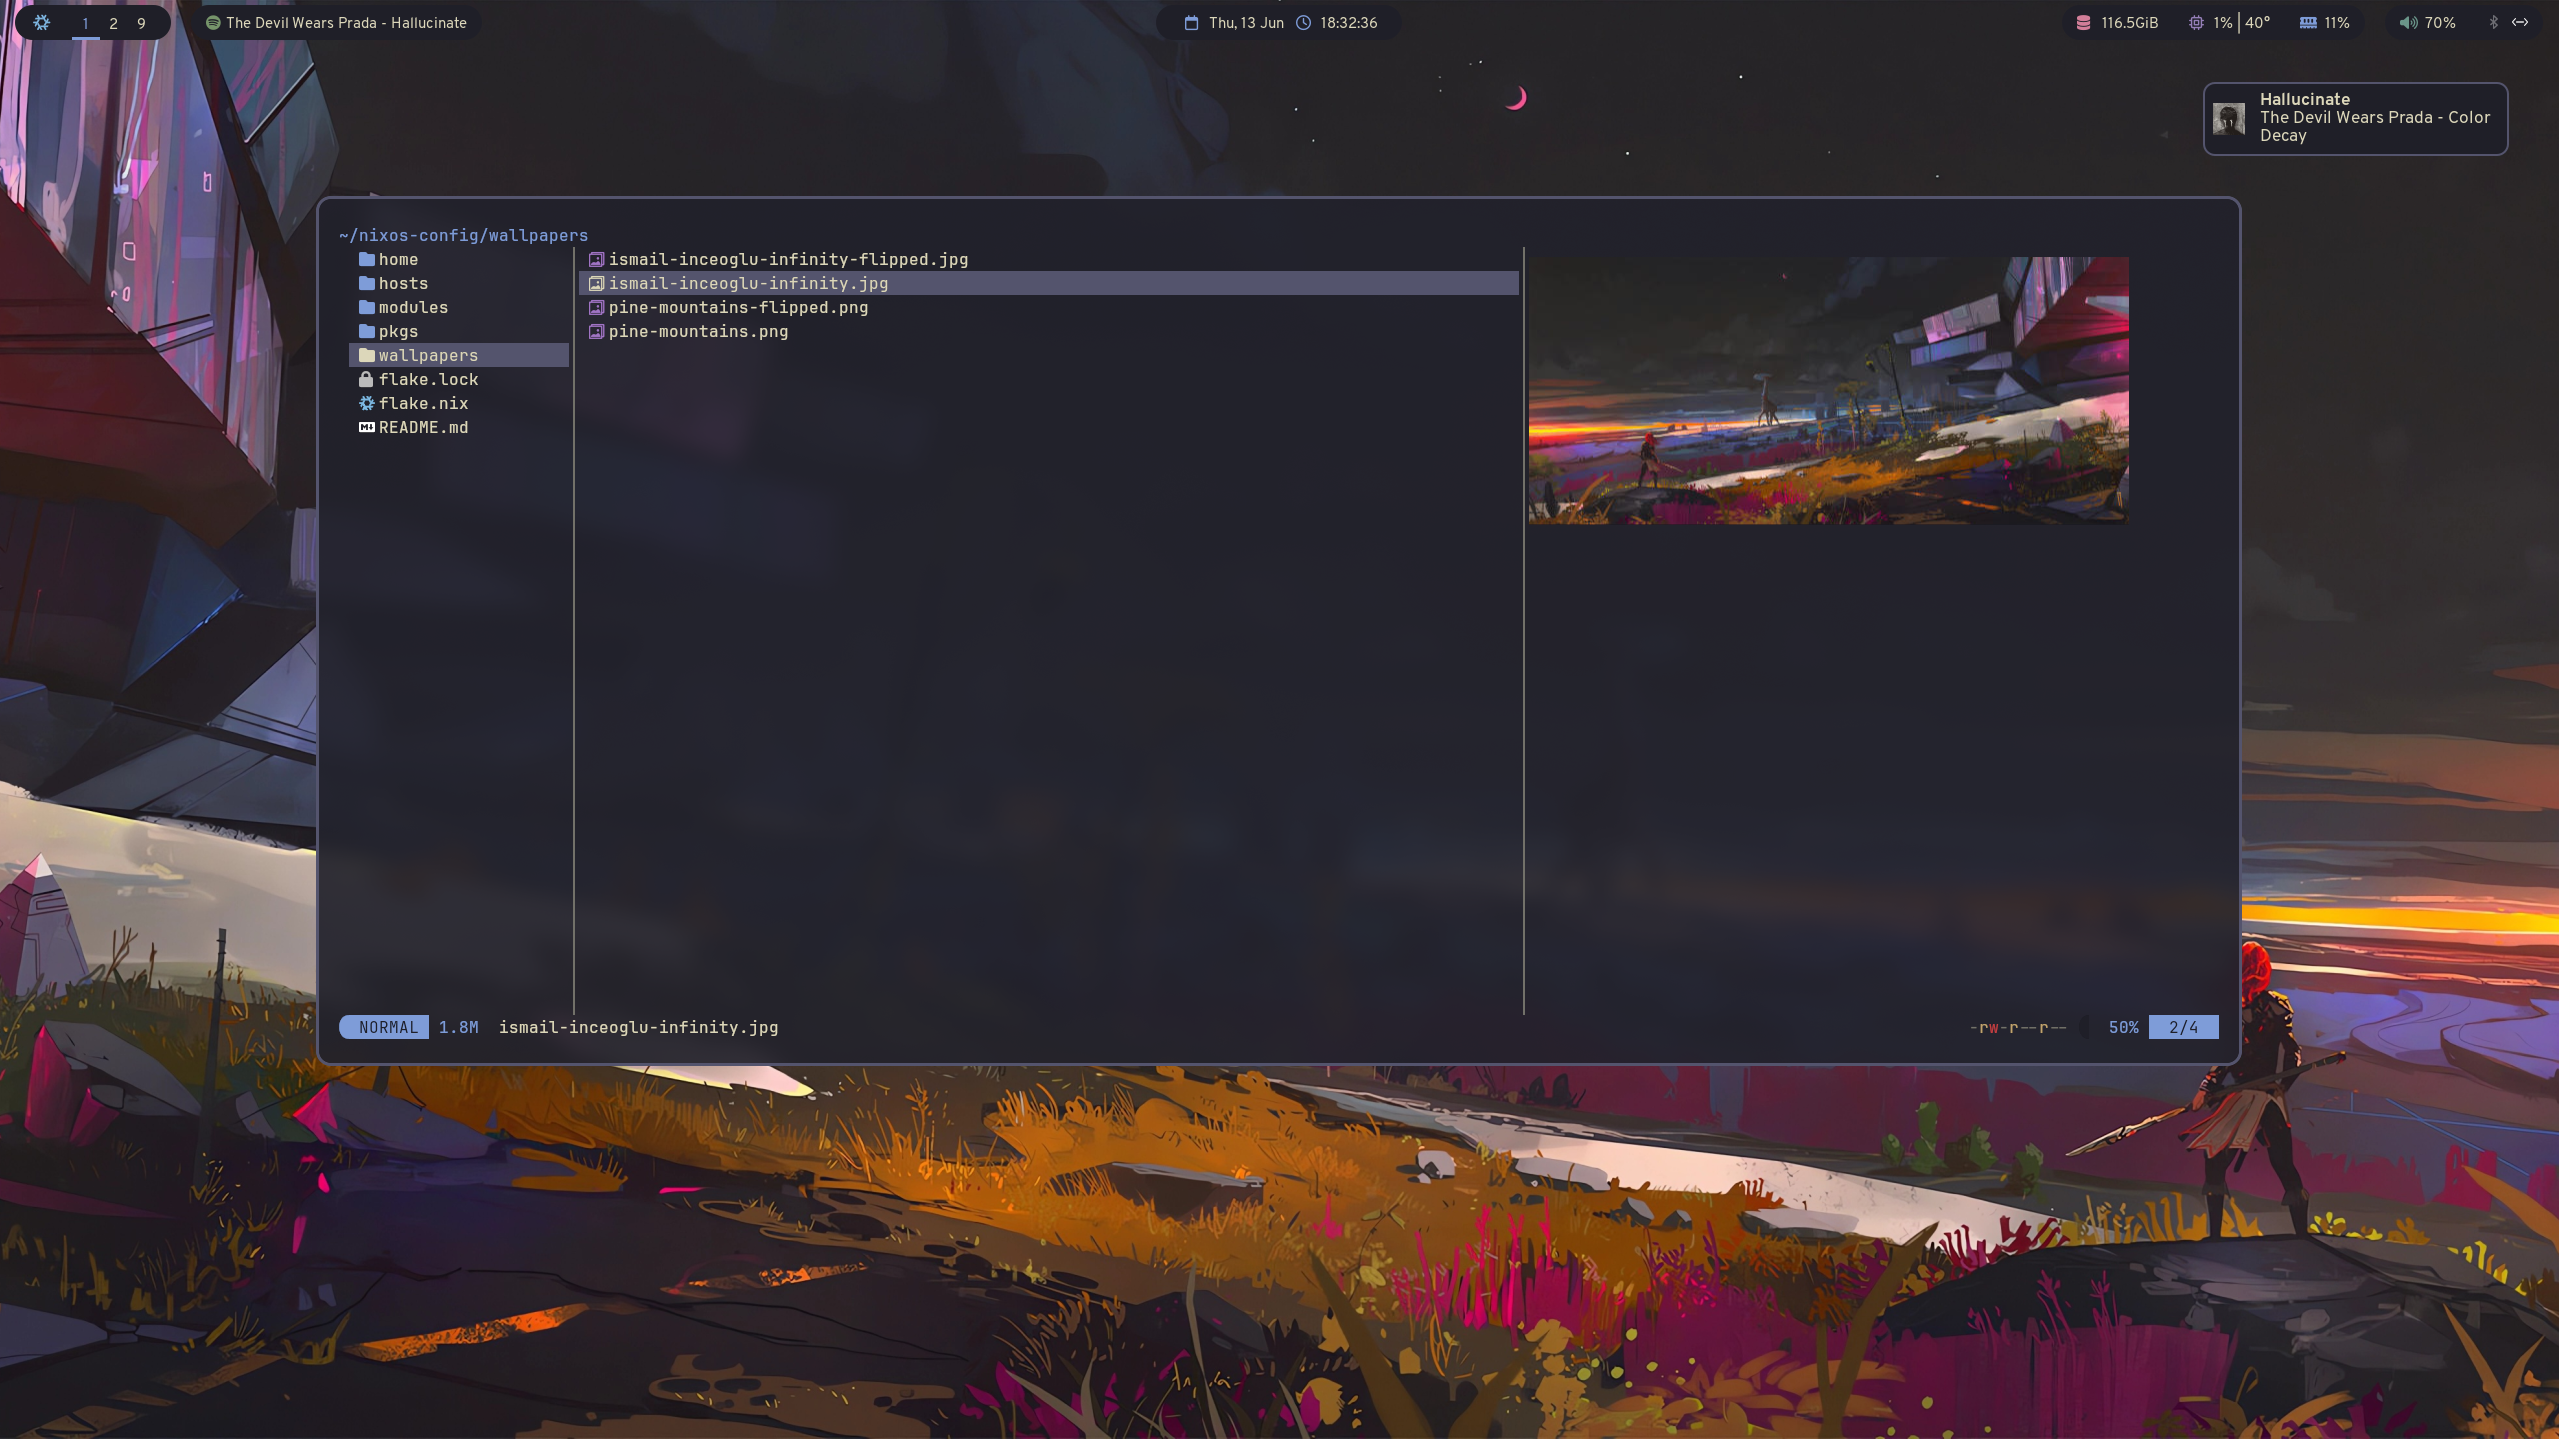 1 2 9
The Devil Wears Prada - Hallucinate
Thu, 13 Jun 18:32:36
116.5GiB 1% | 40° 11%
70%
Hallucinate
The Devil Wears Prada - Color
Decay
~/nixos-config/wallpapers
home
hosts
modules
pkgs
wallpapers
flake.lock
flake.nix
README.md
ismail-inceoglu-infinity-flipped.jpg
ismail-inceoglu-infinity.jpg
pine-mountains-flipped.png
pine-mountains.png
NORMAL 1.8M ismail-inceoglu-infinity.jpg
-rw-r--r-- 50% 2/4